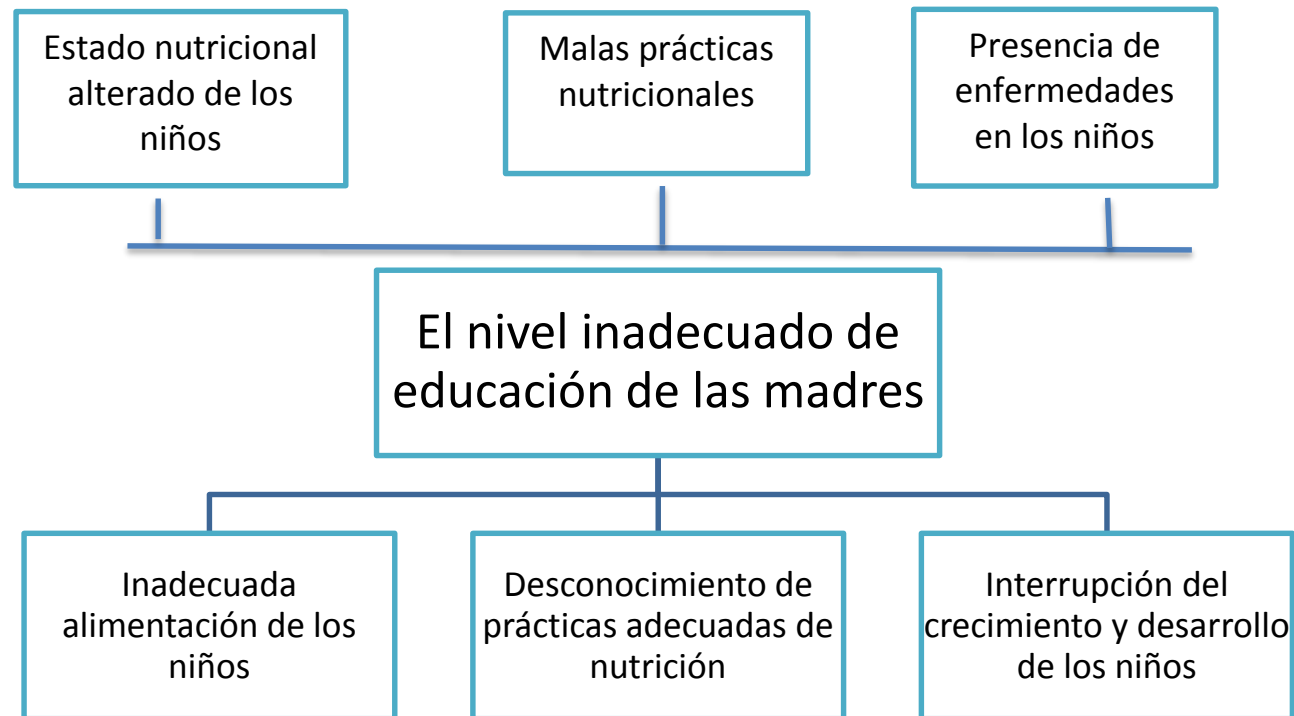 Estado nutricional
alterado de los
niños
Malas prácticas
nutricionales
Presencia de
enfermedades
en los niños
El nivel inadecuado de
educación de las madres
Inadecuada
alimentación de los
niños
Desconocimiento de
prácticas adecuadas de
nutrición
Interrupción del
crecimiento y desarrollo
de los niños